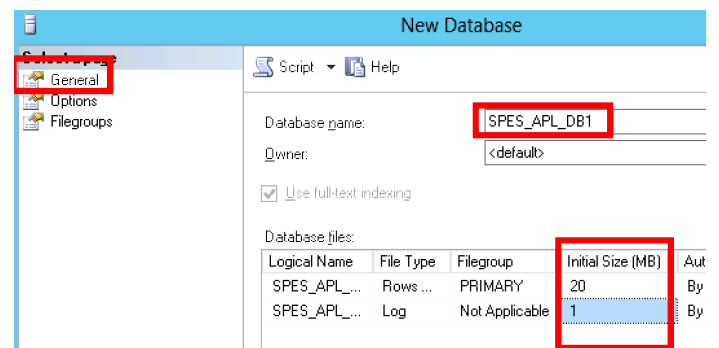 New Database
Select a page
General
Options
Filegroups
Script Help
Database name: SPES_APL_DB1
Owner: <default>
Use full-text indexing
Database files:
Logical Name File Type Filegroup Initial Size (MB) Aut
SPES_APL_... Rows ... PRIMARY 20 By
SPES_APL_... Log Not Applicable 1 By